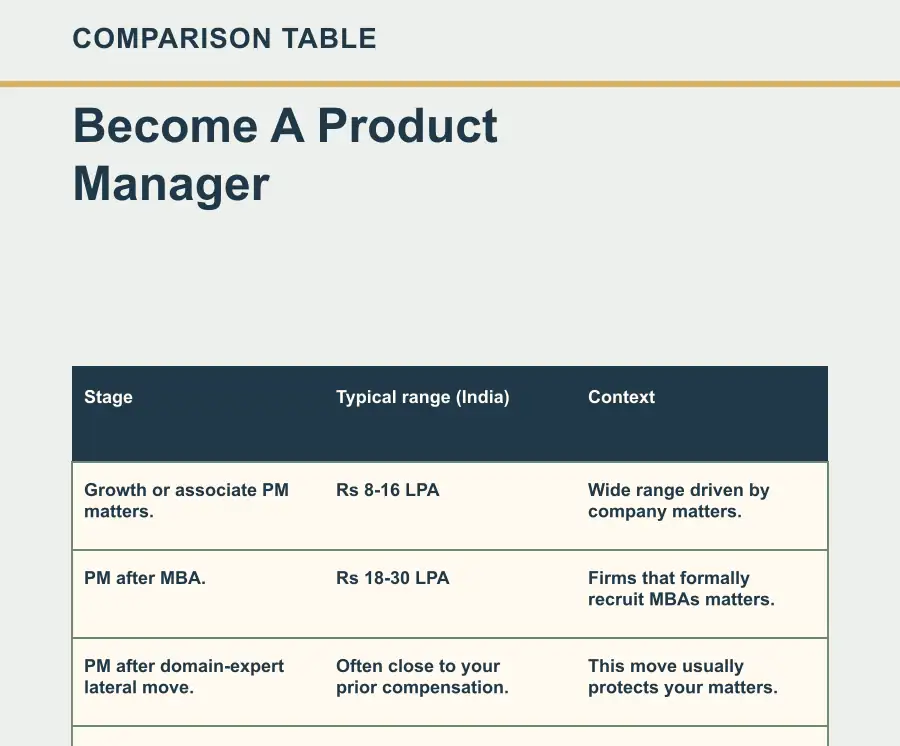 COMPARISON TABLE
Become A Product
Manager
Stage
Typical range (India)
Context
Growth or associate PM
matters.
Rs 8-16 LPA
Wide range driven by
company matters.
PM after MBA.
Rs 18-30 LPA
Firms that formally
recruit MBAs matters.
PM after domain-expert
lateral move.
Often close to your
prior compensation.
This move usually
protects your matters.